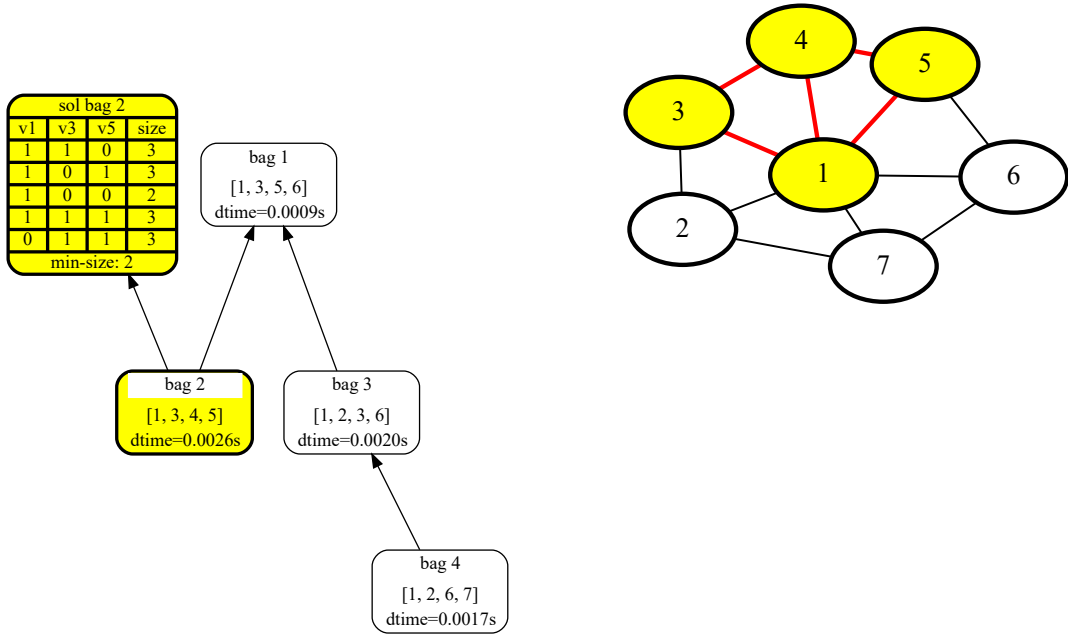 sol bag 2
v1 v3 v5 size
1 1 0 3
1 0 1 3
1 0 0 2
1 1 1 3
0 1 1 3
min-size: 2
bag 1
[1, 3, 5, 6]
dtime=0.0009s
bag 2
[1, 3, 4, 5]
dtime=0.0026s
bag 3
[1, 2, 3, 6]
dtime=0.0020s
bag 4
[1, 2, 6, 7]
dtime=0.0017s
4
5
3
1
6
2
7